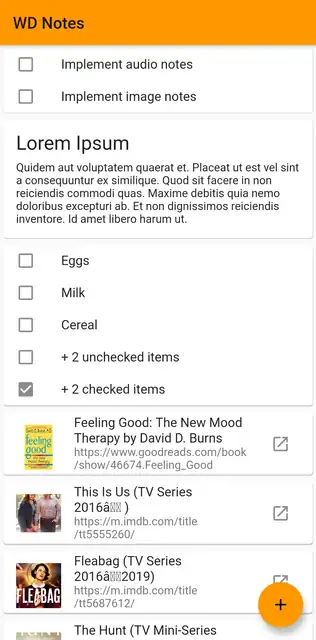 WD Notes
Implement audio notes
Implement image notes
Lorem Ipsum
Quidem aut voluptatem quaerat et. Placeat ut est vel sint
a consequuntur ex similique. Quod sit facere in non
reiciendis commodi quas. Maxime debitis quia nemo
doloribus excepturi ab. Et non dignissimos reiciendis
inventore. Id amet libero harum ut.
Eggs
Milk
Cereal
+ 2 unchecked items
+ 2 checked items
feeling
good
Feeling Good: The New Mood
Therapy by David D. Burns
https://www.goodreads.com/book
/show/46674.Feeling_Good
This Is Us (TV Series
2016â )
https://m.imdb.com/title
/tt5555260/
FLEABAG
Fleabag (TV Series
2016â2019)
https://m.imdb.com/title
/tt5687612/
+
The Hunt (TV Mini-Series